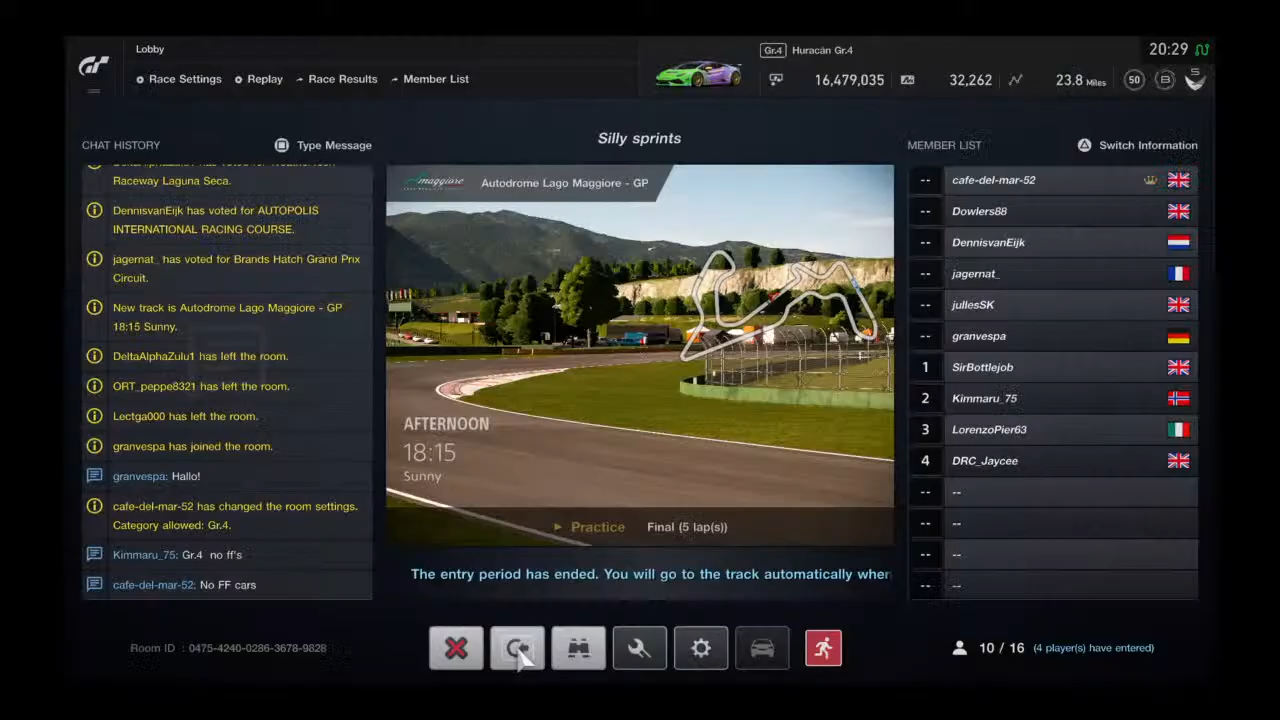 Lobby
Race Settings
Replay
Race Results
Member List
Gr.4 Huracán Gr.4
20:29
16,479,035
32,262
23.8 Miles
50
B
S
CHAT HISTORY
Type Message
Raceway Laguna Seca.
DennisvanEijk has voted for AUTOPOLIS
INTERNATIONAL RACING COURSE.
jagernat_ has voted for Brands Hatch Grand Prix
Circuit.
New track is Autodrome Lago Maggiore - GP
18:15 Sunny.
DeltaAlphaZulu1 has left the room.
ORT_peppe8321 has left the room.
Lectga000 has left the room.
granvespa has joined the room.
granvespa: Hallo!
cafe-del-mar-52 has changed the room settings.
Category allowed: Gr.4.
Kimmaru_75: Gr.4 no ff's
cafe-del-mar-52: No FF cars
Silly sprints
Maggiore
Autodrome Lago Maggiore - GP
AFTERNOON
18:15
Sunny
Practice
Final (5 lap(s))
The entry period has ended. You will go to the track automatically when
MEMBER LIST
Switch Information
-- cafe-del-mar-52
-- Dowlers88
-- DennisvanEijk
-- jagernat_
-- jullesSK
-- granvespa
1 SirBottlejob
2 Kimmaru_75
3 LorenzoPier63
4 DRC_Jaycee
-- --
-- --
-- --
-- --
Room ID : 0475-4240-0286-3678-9828
10 / 16 (4 player(s) have entered)